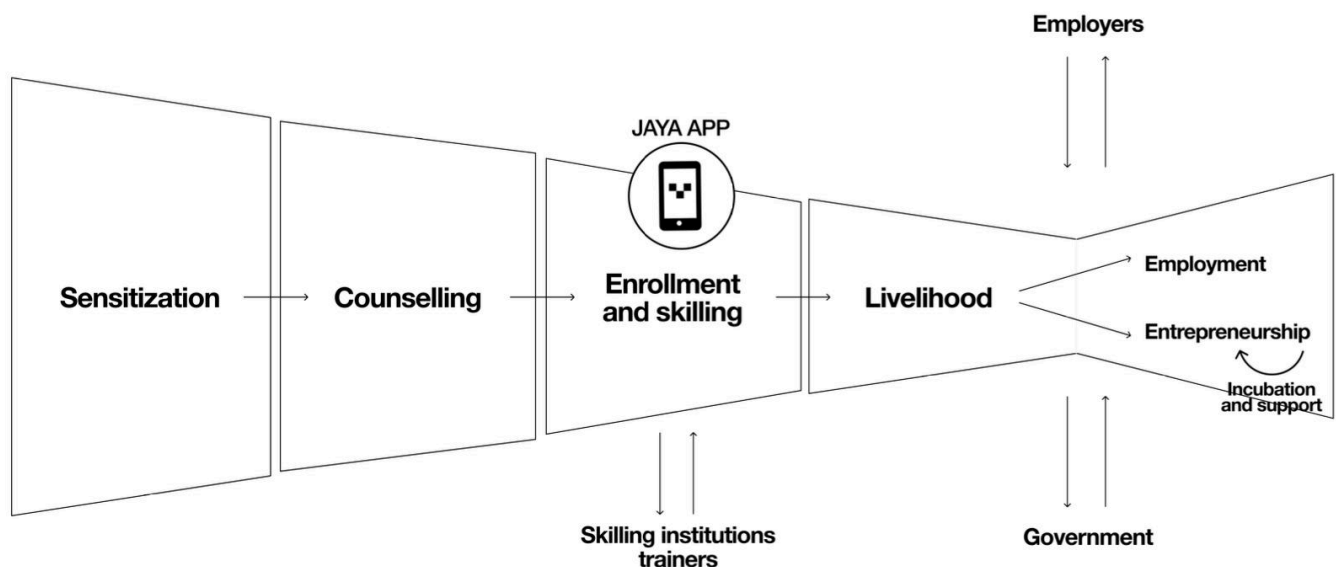 Employers
JAYA APP
Sensitization
Counselling
Enrollment
and skilling
Livelihood
Employment
Entrepreneurship
Incubation
and support
Skilling institutions
trainers
Government